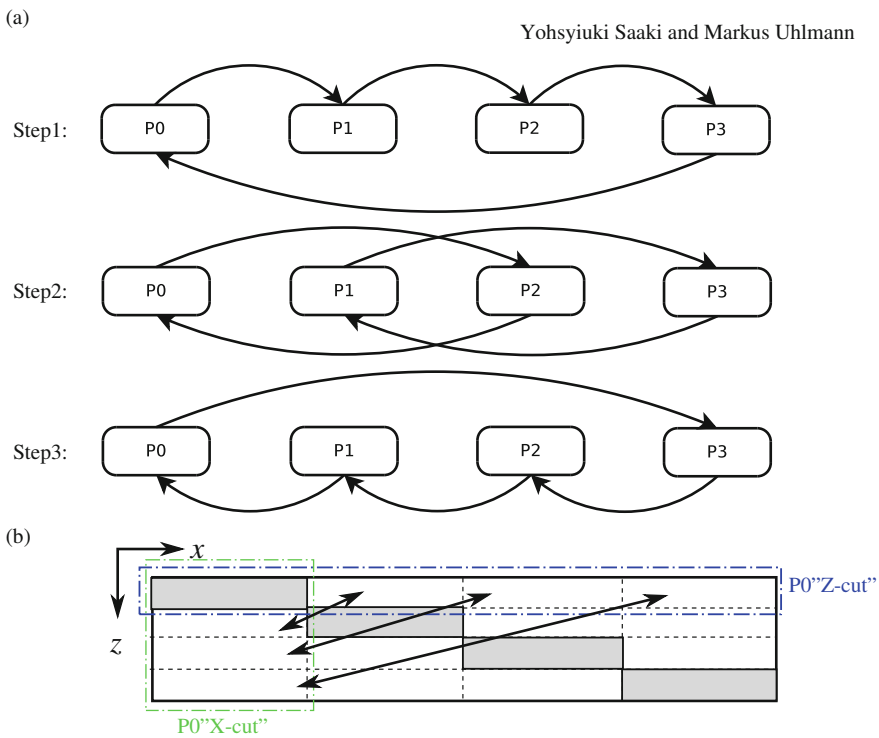 (a)
Yohsyiuki Saaki and Markus Uhlmann
Step1: P0 P1 P2 P3
Step2: P0 P1 P2 P3
Step3: P0 P1 P2 P3
(b)
x
P0”Z-cut”
z
P0”X-cut”